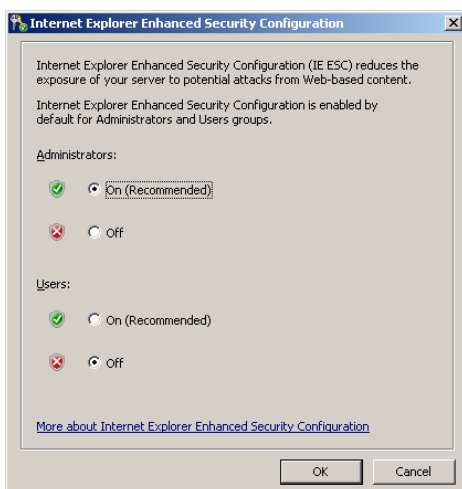 Internet Explorer Enhanced Security Configuration
Internet Explorer Enhanced Security Configuration (IE ESC) reduces the
exposure of your server to potential attacks from Web-based content.
Internet Explorer Enhanced Security Configuration is enabled by
default for Administrators and Users groups.
Administrators:
On (Recommended)
Off
Users:
On (Recommended)
Off
More about Internet Explorer Enhanced Security Configuration
OK Cancel